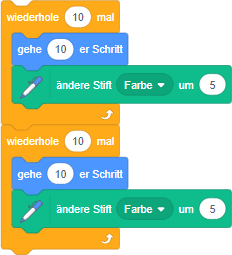 wiederhole 10 mal
gehe 10 er Schritt
ändere Stift Farbe um 5
wiederhole 10 mal
gehe 10 er Schritt
ändere Stift Farbe um 5